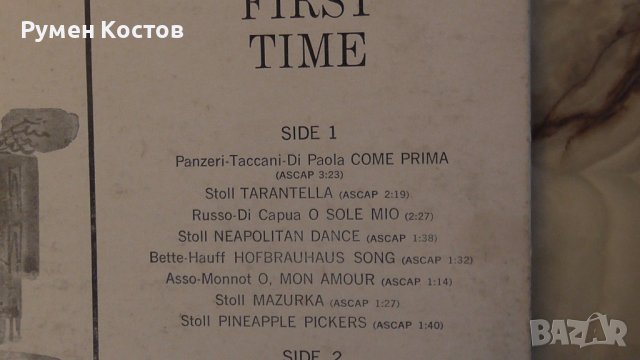 Румен Костов
FIRST
TIME
SIDE 1
Panzeri-Taccani-Di Paola COME PRIMA
(ASCAP 3:23)
Stoll TARANTELLA (ASCAP 2:19)
Russo-Di Capua O SOLE MIO (2:27)
Stoll NEAPOLITAN DANCE (ASCAP 1:38)
Bette-Hauff HOFBRAUHAUS SONG (ASCAP 1:32)
Asso-Monnot O, MON AMOUR (ASCAP 1:14)
Stoll MAZURKA (ASCAP 1:27)
Stoll PINEAPPLE PICKERS (ASCAP 1:40)
SIDE 2
BAZAR